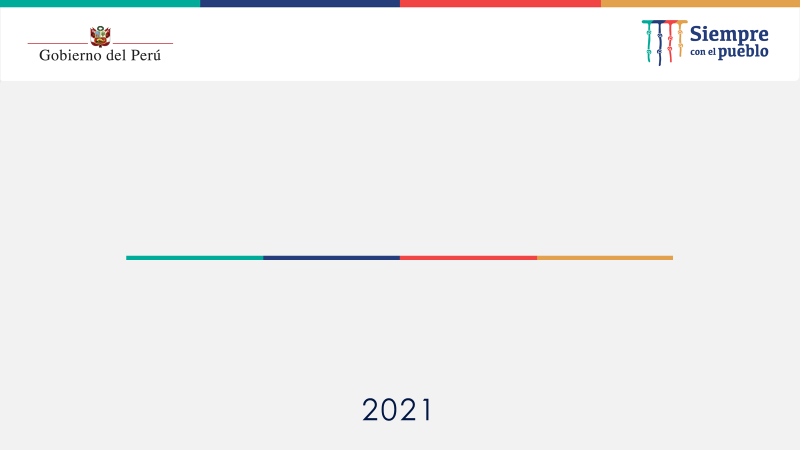 Gobierno del Perú
Siempre
con el pueblo
2021